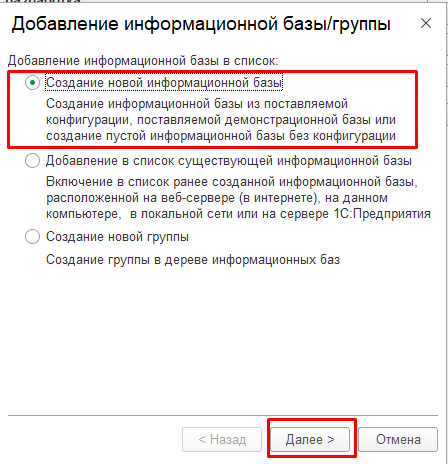 Добавление информационной базы/группы
Добавление информационной базы в список:
Создание новой информационной базы
Создание информационной базы из поставляемой
конфигурации, поставляемой демонстрационной базы или
создание пустой информационной базы без конфигурации
Добавление в список существующей информационной базы
Включение в список ранее созданной информационной базы,
расположенной на веб-сервере (в интернете), на данном
компьютере, в локальной сети или на сервере 1С:Предприятия
Создание новой группы
Создание группы в дереве информационных баз
< Назад
Далее >
Отмена